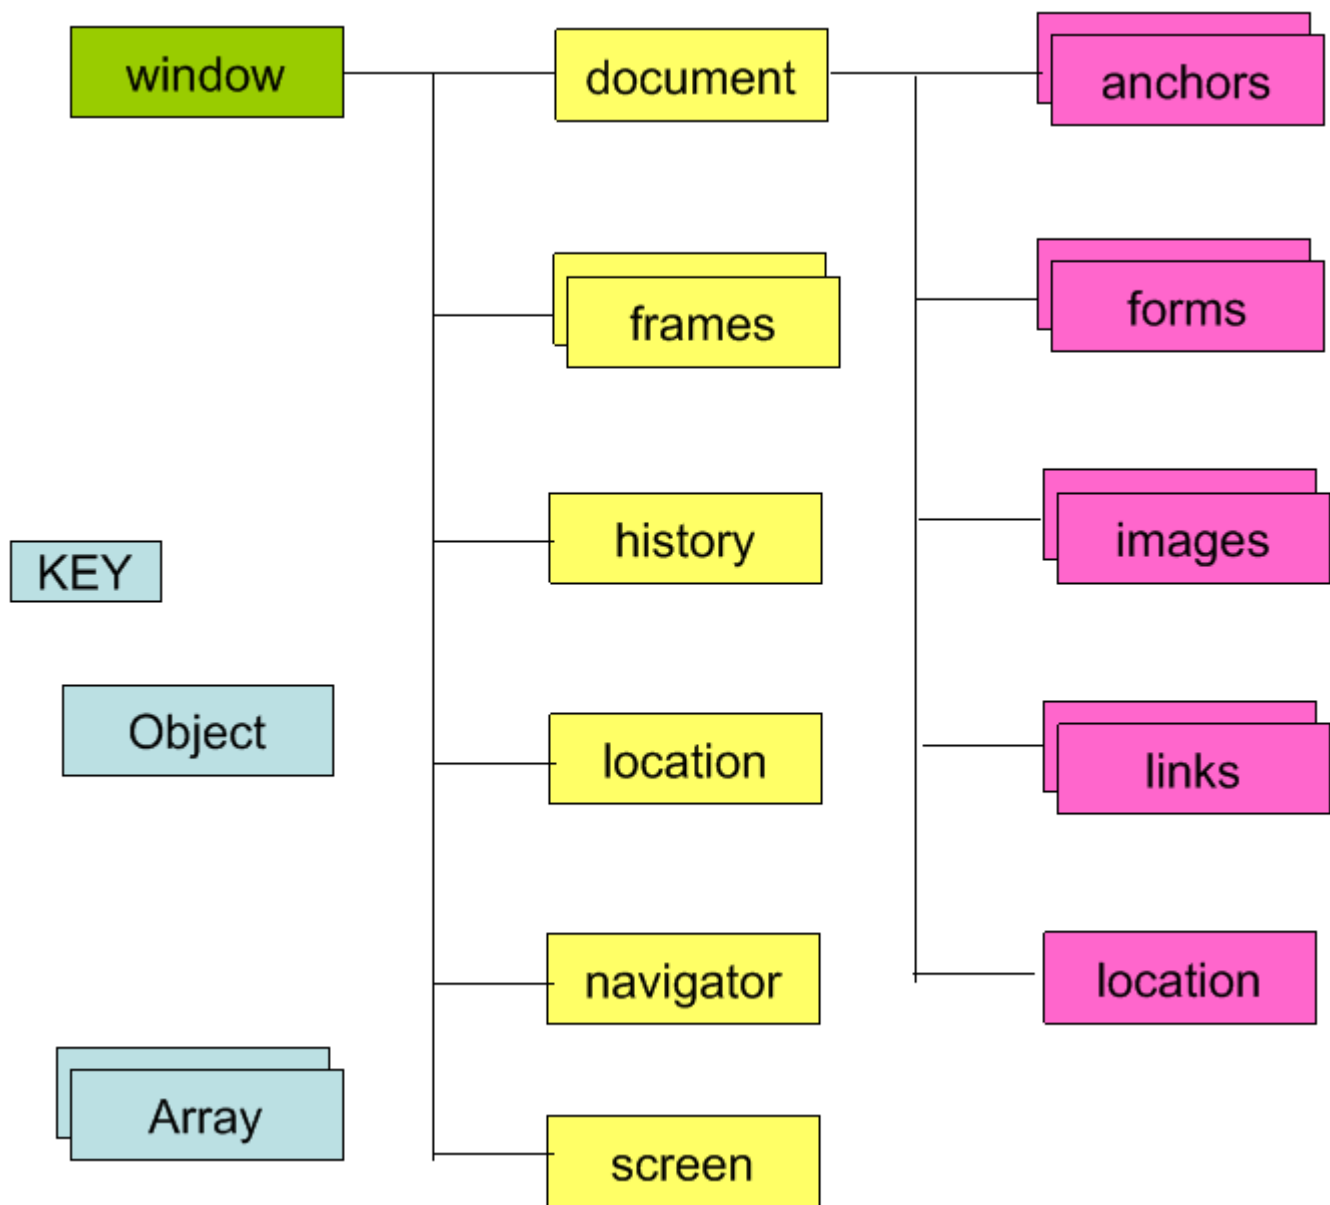 window
document
anchors
frames
forms
history
images
KEY
Object
location
links
navigator
location
Array
screen